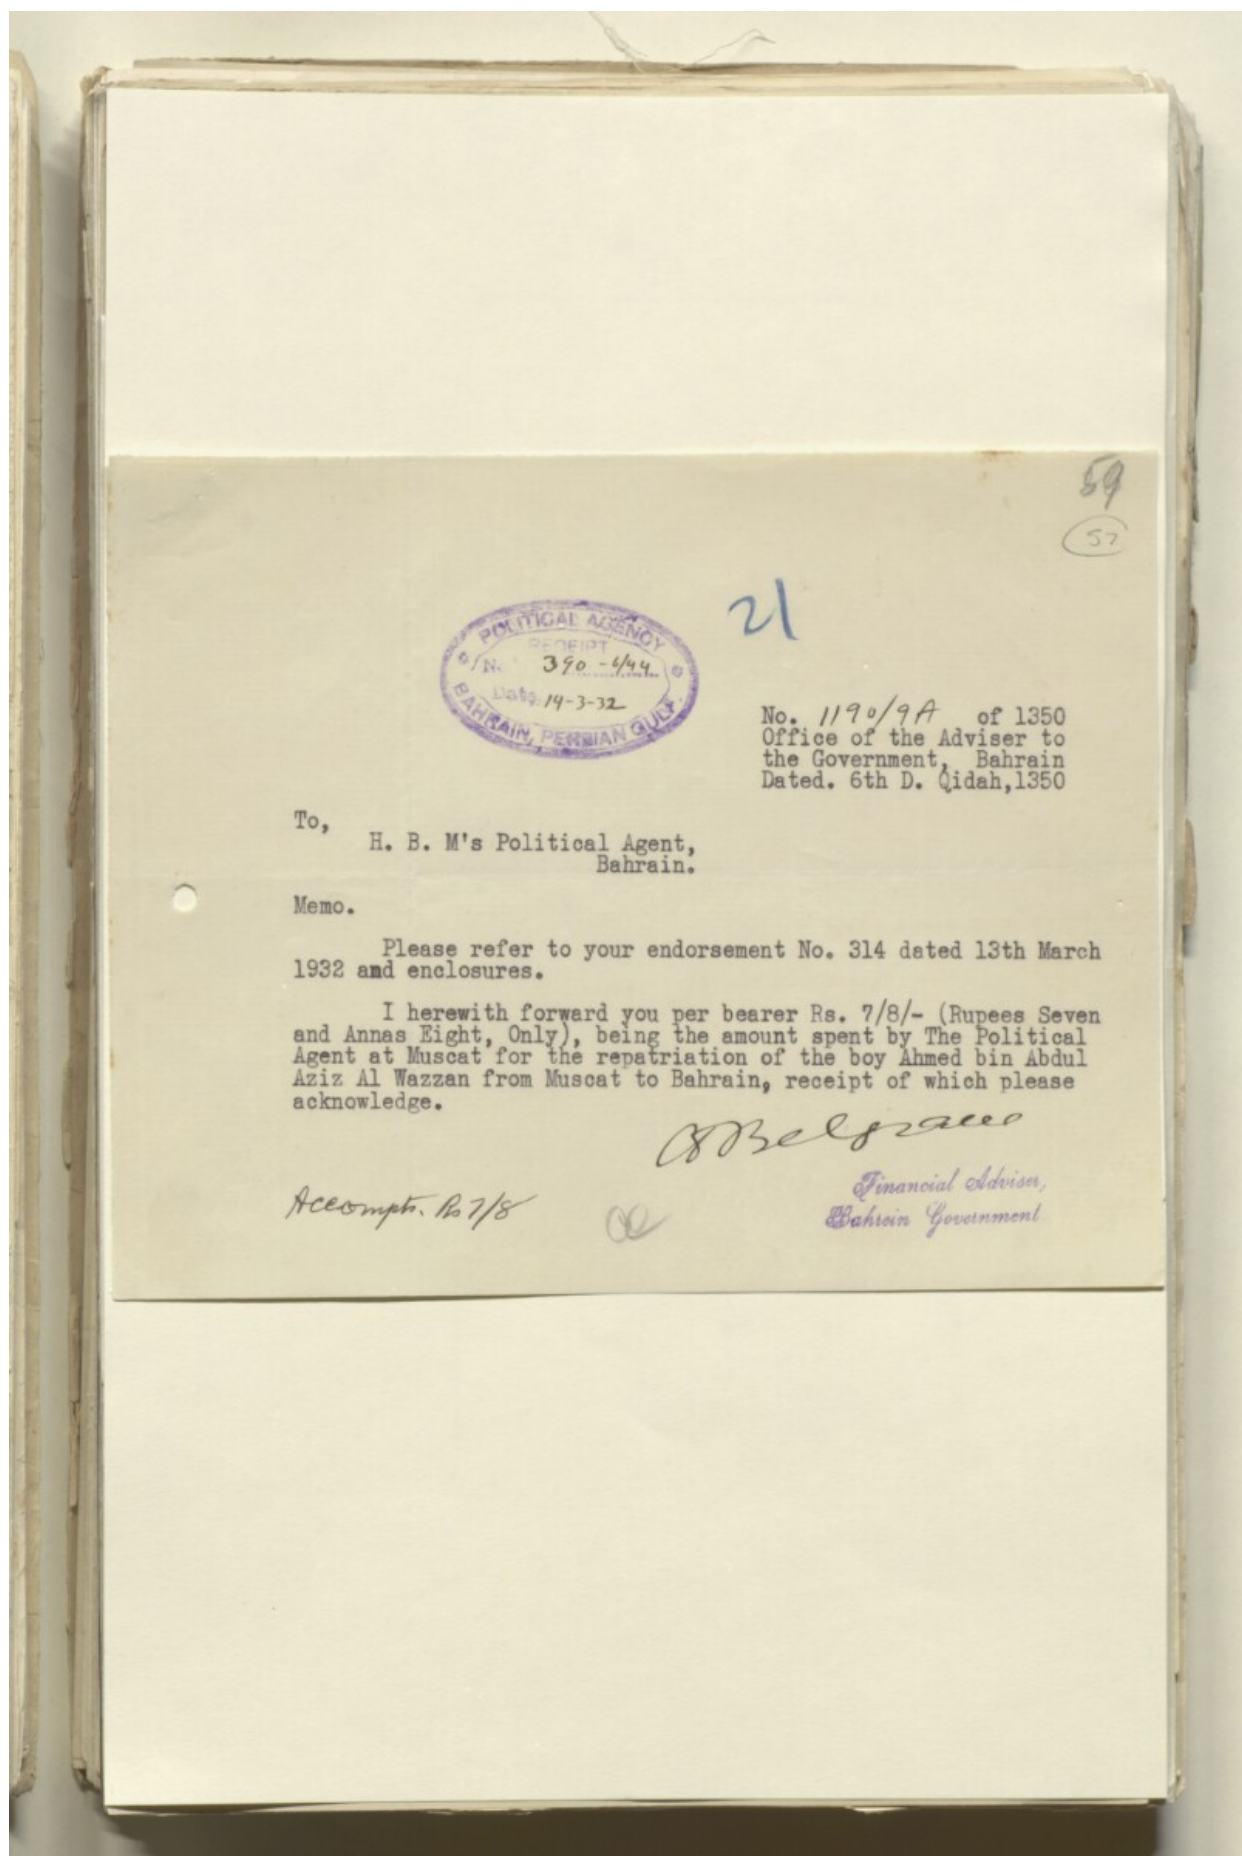 59
57
21
POLITICAL AGENCY
RECEIPT
No. 390-4/44
Date 14-3-32
BAHRAIN, PERSIAN GULF.
No. 1190/9A of 1350
Office of the Adviser to
the Government, Bahrain
Dated. 6th D. Qidah,1350
To,
H. B. M's Political Agent,
Bahrain.
Memo.
Please refer to your endorsement No. 314 dated 13th March
1932 and enclosures.
I herewith forward you per bearer Rs. 7/8/- (Rupees Seven
and Annas Eight, Only), being the amount spent by The Political
Agent at Muscat for the repatriation of the boy Ahmed bin Abdul
Aziz Al Wazzan from Muscat to Bahrain, receipt of which please
acknowledge.
CDBelgrave
Financial Adviser,
Bahrein Government.
Accompts. Rs 7/8